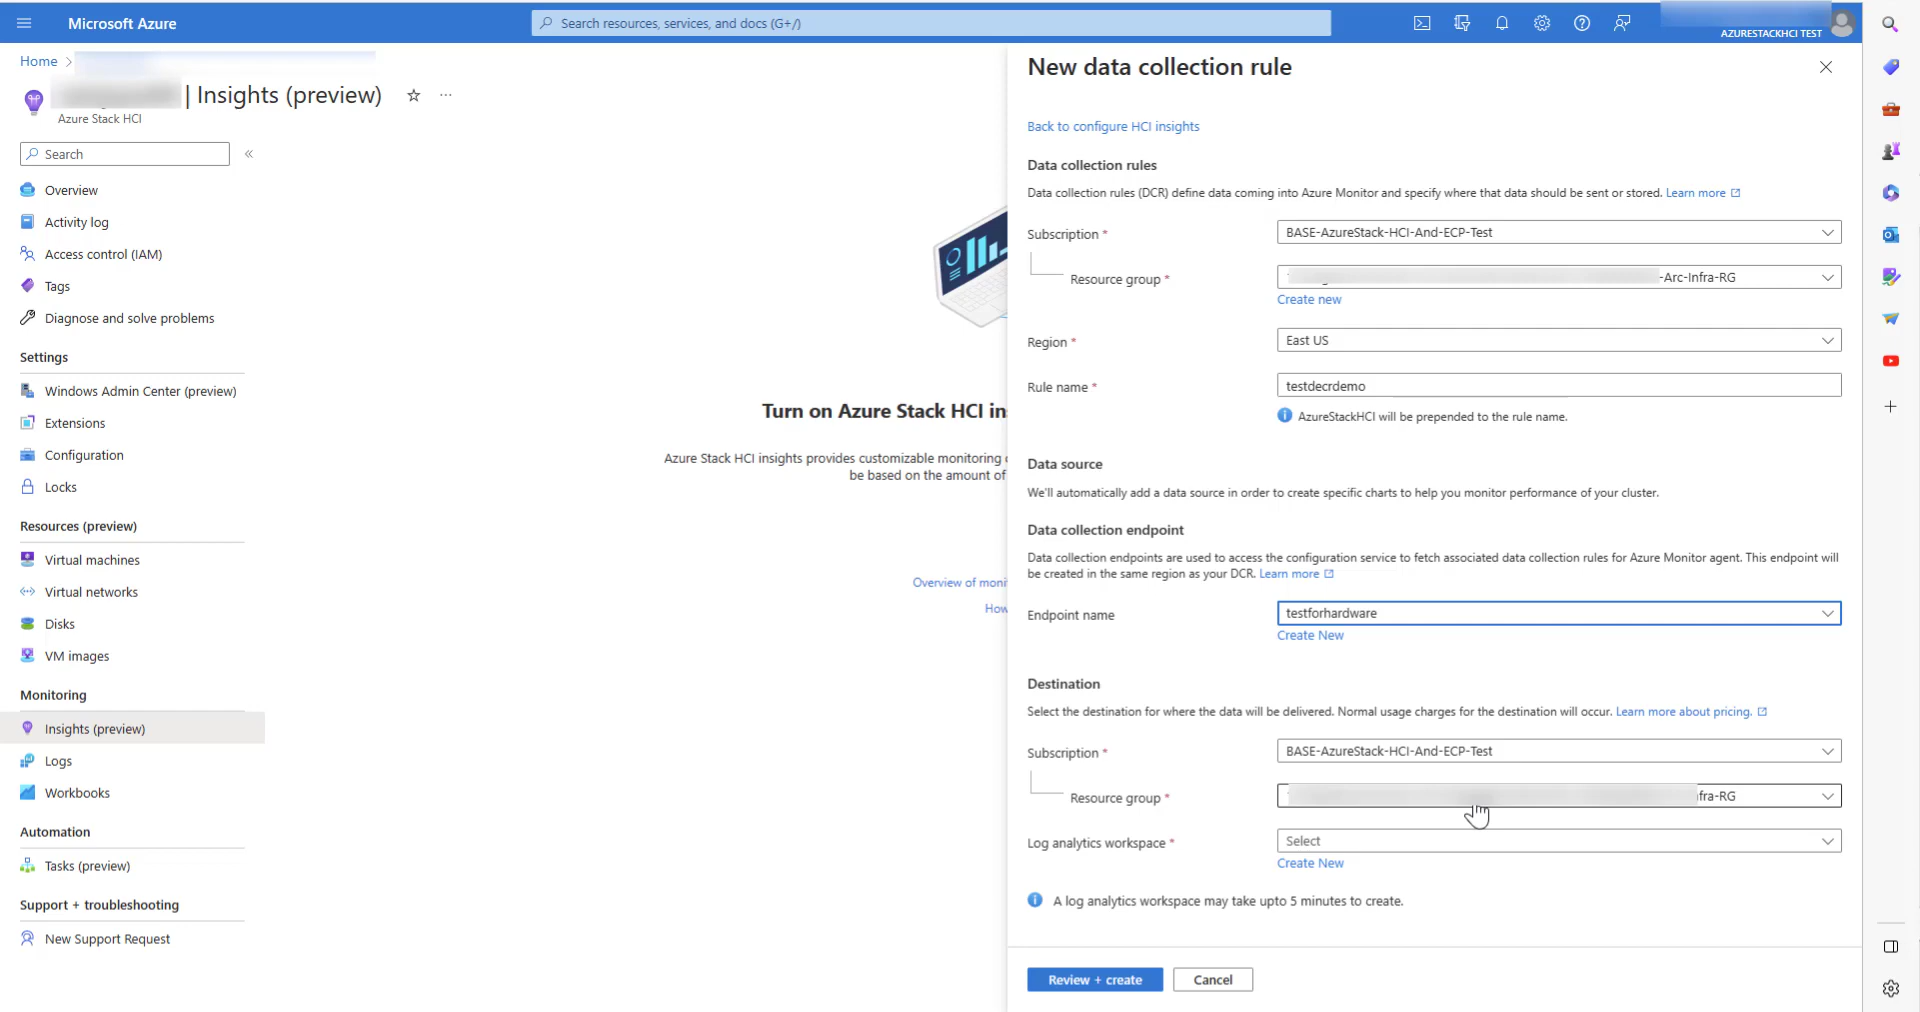 Microsoft Azure
Search resources, services, and docs (G+/)
AZURESTACKHCI TEST
Home
| Insights (preview)
Azure Stack HCI
Search
Overview
Activity log
Access control (IAM)
Tags
Diagnose and solve problems
Settings
Windows Admin Center (preview)
Extensions
Configuration
Locks
Resources (preview)
Virtual machines
Virtual networks
Disks
VM images
Monitoring
Insights (preview)
Logs
Workbooks
Automation
Tasks (preview)
Support + troubleshooting
New Support Request
Turn on Azure Stack HCI in
Azure Stack HCI insights provides customizable monitoring
be based on the amount of
Overview of moni
How
New data collection rule
Back to configure HCI insights
Data collection rules
Data collection rules (DCR) define data coming into Azure Monitor and specify where that data should be sent or stored. Learn more
Subscription *
BASE-AzureStack-HCI-And-ECP-Test
Resource group *
-Arc-Infra-RG
Create new
Region *
East US
Rule name *
testdecrdemo
AzureStackHCI will be prepended to the rule name.
Data source
We'll automatically add a data source in order to create specific charts to help you monitor performance of your cluster.
Data collection endpoint
Data collection endpoints are used to access the configuration service to fetch associated data collection rules for Azure Monitor agent. This endpoint will
be created in the same region as your DCR. Learn more
Endpoint name
testforhardware
Create New
Destination
Select the destination for where the data will be delivered. Normal usage charges for the destination will occur. Learn more about pricing.
Subscription *
BASE-AzureStack-HCI-And-ECP-Test
Resource group *
nfra-RG
Log analytics workspace *
Select
Create New
A log analytics workspace may take upto 5 minutes to create.
Review + create
Cancel